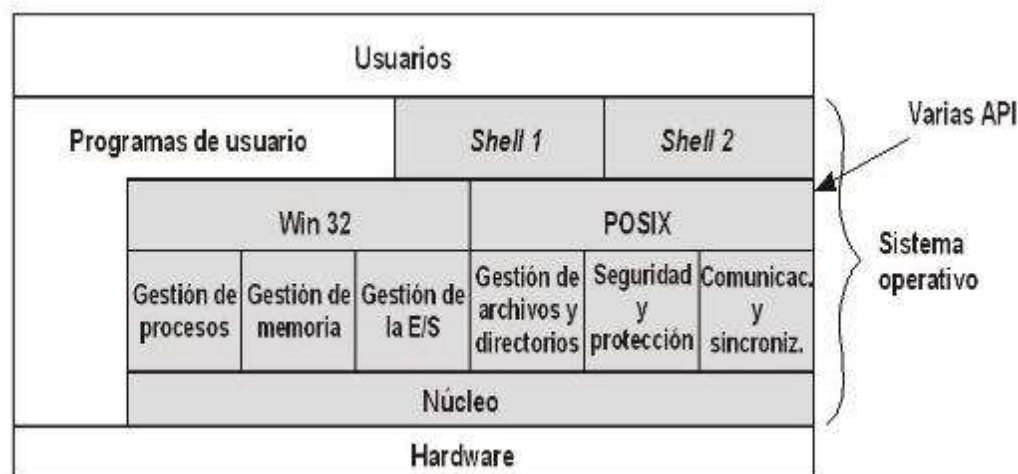 Usuarios
Programas de usuario
Shell 1
Shell 2
Varias API
Win 32
POSIX
Sistema
operativo
Gestión de
procesos
Gestión de
memoria
Gestión de
la E/S
Gestión de
archivos y
directorios
Seguridad
y
protección
Comunicac.
y
sincroniz.
Núcleo
Hardware